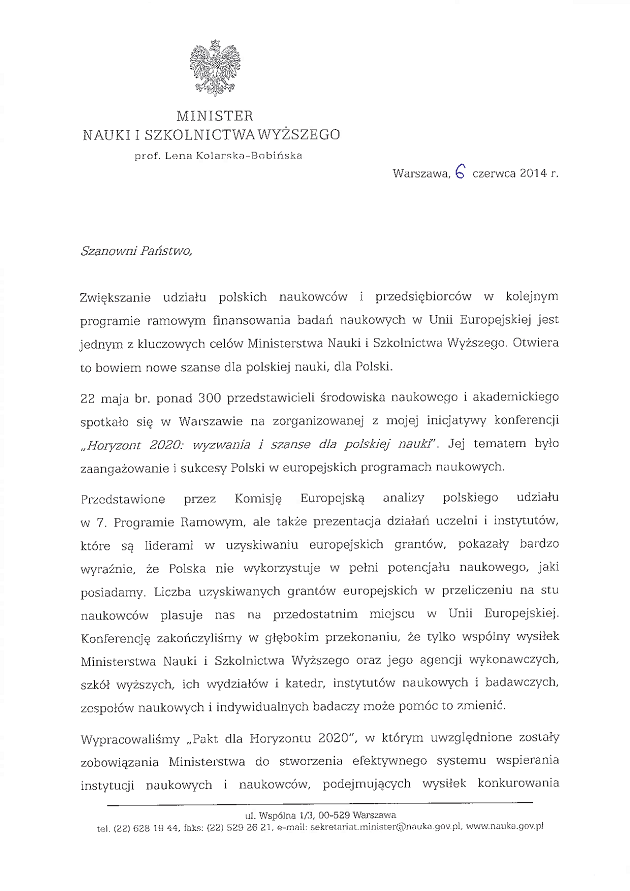 MINISTER
NAUKI I SZKOLNICTWA WYŻSZEGO
prof. Lena Kolarska-Bobińska
Warszawa, 6 czerwca 2014 r.
Szanowni Państwo,
Zwiększanie udziału polskich naukowców i przedsiębiorców w kolejnym
programie ramowym finansowania badań naukowych w Unii Europejskiej jest
jednym z kluczowych celów Ministerstwa Nauki i Szkolnictwa Wyższego. Otwiera
to bowiem nowe szanse dla polskiej nauki, dla Polski.
22 maja br. ponad 300 przedstawicieli środowiska naukowego i akademickiego
spotkało się w Warszawie na zorganizowanej z mojej inicjatywy konferencji
„Horyzont 2020: wyzwania i szanse dla polskiej nauki”. Jej tematem było
zaangażowanie i sukcesy Polski w europejskich programach naukowych.
Przedstawione przez Komisję Europejską analizy polskiego udziału
w 7. Programie Ramowym, ale także prezentacja działań uczelni i instytutów,
które są liderami w uzyskiwaniu europejskich grantów, pokazały bardzo
wyraźnie, że Polska nie wykorzystuje w pełni potencjału naukowego, jaki
posiadamy. Liczba uzyskiwanych grantów europejskich w przeliczeniu na stu
naukowców plasuje nas na przedostatnim miejscu w Unii Europejskiej.
Konferencję zakończyliśmy w głębokim przekonaniu, że tylko wspólny wysiłek
Ministerstwa Nauki i Szkolnictwa Wyższego oraz jego agencji wykonawczych,
szkół wyższych, ich wydziałów i katedr, instytutów naukowych i badawczych,
zespołów naukowych i indywidualnych badaczy może pomóc to zmienić.
Wypracowaliśmy „Pakt dla Horyzontu 2020”, w którym uwzględnione zostały
zobowiązania Ministerstwa do stworzenia efektywnego systemu wspierania
instytucji naukowych i naukowców, podejmujących wysiłek konkurowania
ul. Wspólna 1/3, 00-529 Warszawa
tel. (22) 628 19 44, faks: (22) 529 26 21, e-mail: sekretariat.minister@nauka.gov.pl, www.nauka.gov.pl